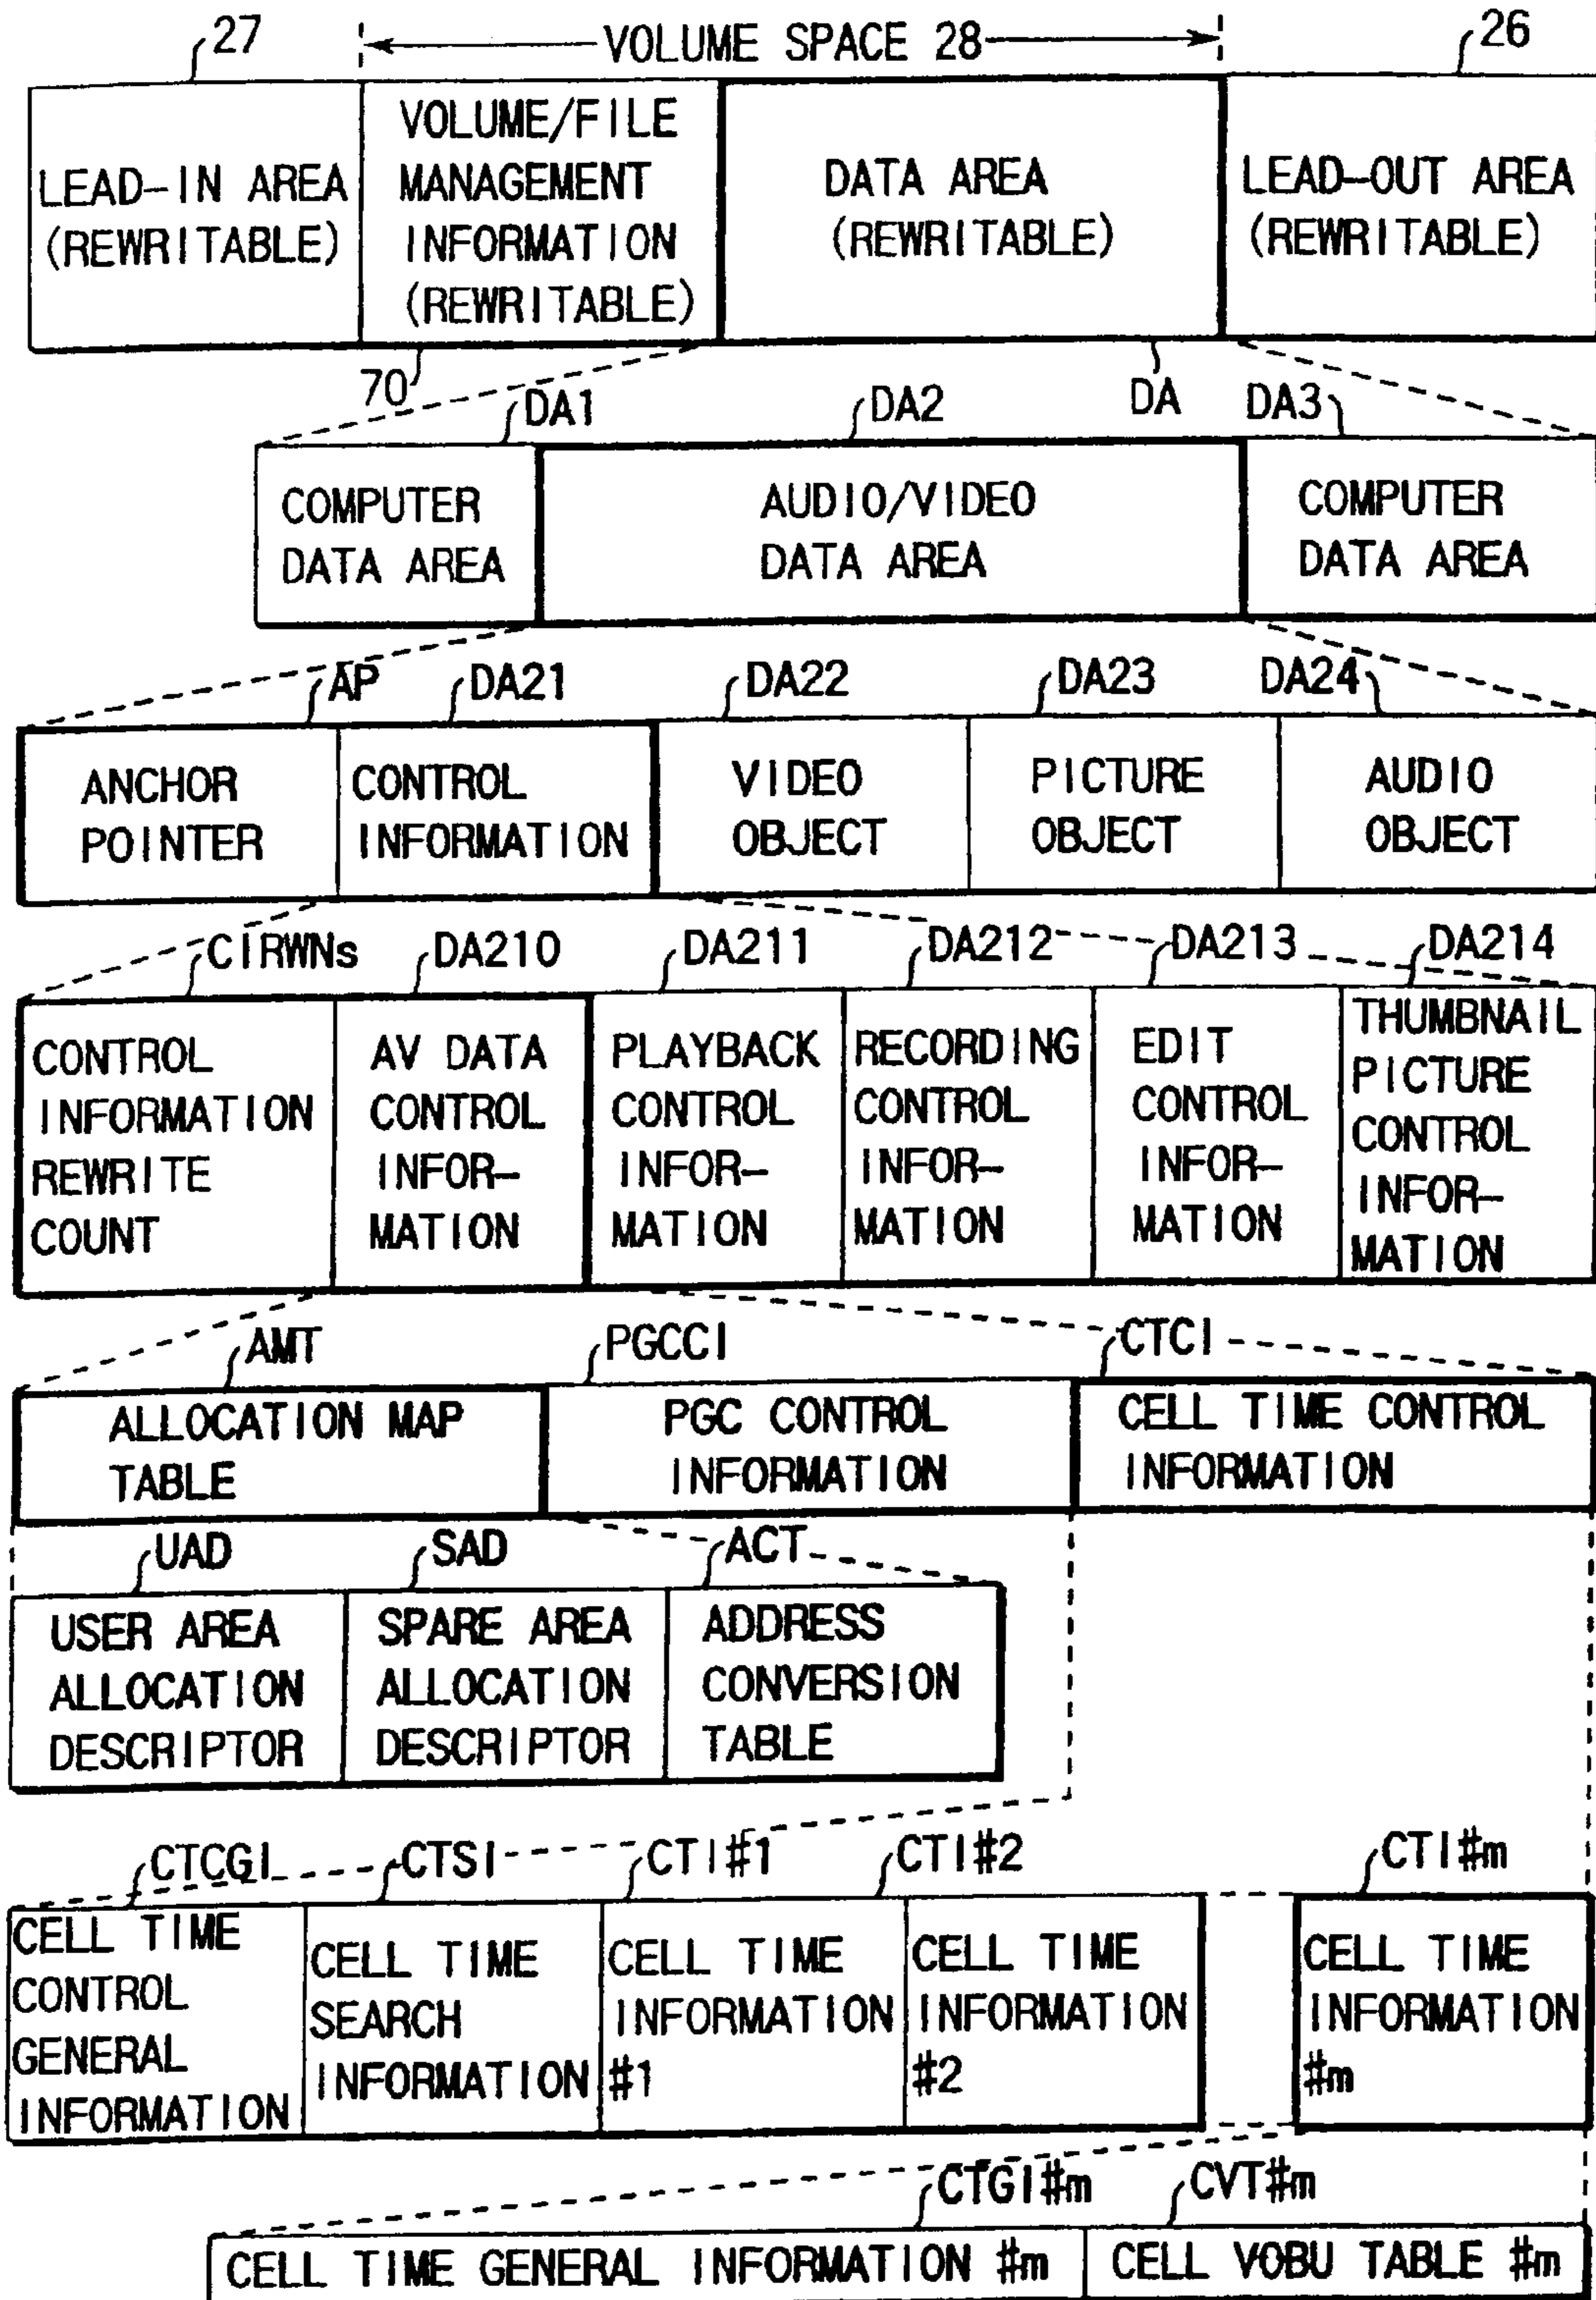 27
VOLUME SPACE 28
26
LEAD-IN AREA
(REWRITABLE)
VOLUME/FILE
MANAGEMENT
INFORMATION
(REWRITABLE)
DATA AREA
(REWRITABLE)
LEAD-OUT AREA
(REWRITABLE)
70
DA1
DA2
DA
DA3
COMPUTER
DATA AREA
AUDIO/VIDEO
DATA AREA
COMPUTER
DATA AREA
AP
DA21
DA22
DA23
DA24
ANCHOR
POINTER
CONTROL
INFORMATION
VIDEO
OBJECT
PICTURE
OBJECT
AUDIO
OBJECT
CIRWNs
DA210
DA211
DA212
DA213
DA214
CONTROL
INFORMATION
REWRITE
COUNT
AV DATA
CONTROL
INFOR-
MATION
PLAYBACK
CONTROL
INFOR-
MATION
RECORDING
CONTROL
INFOR-
MATION
EDIT
CONTROL
INFOR-
MATION
THUMBNAIL
PICTURE
CONTROL
INFOR-
MATION
AMT
PGCCI
CTCI
ALLOCATION MAP
TABLE
PGC CONTROL
INFORMATION
CELL TIME CONTROL
INFORMATION
UAD
SAD
ACT
USER AREA
ALLOCATION
DESCRIPTOR
SPARE AREA
ALLOCATION
DESCRIPTOR
ADDRESS
CONVERSION
TABLE
CTCGI
CTSI
CTI#1
CTI#2
CTI#m
CELL TIME
CONTROL
GENERAL
INFORMATION
CELL TIME
SEARCH
INFORMATION
CELL TIME
INFORMATION
#1
CELL TIME
INFORMATION
#2
CELL TIME
INFORMATION
#m
CTGI#m
CVT#m
CELL TIME GENERAL INFORMATION #m
CELL VOBU TABLE #m